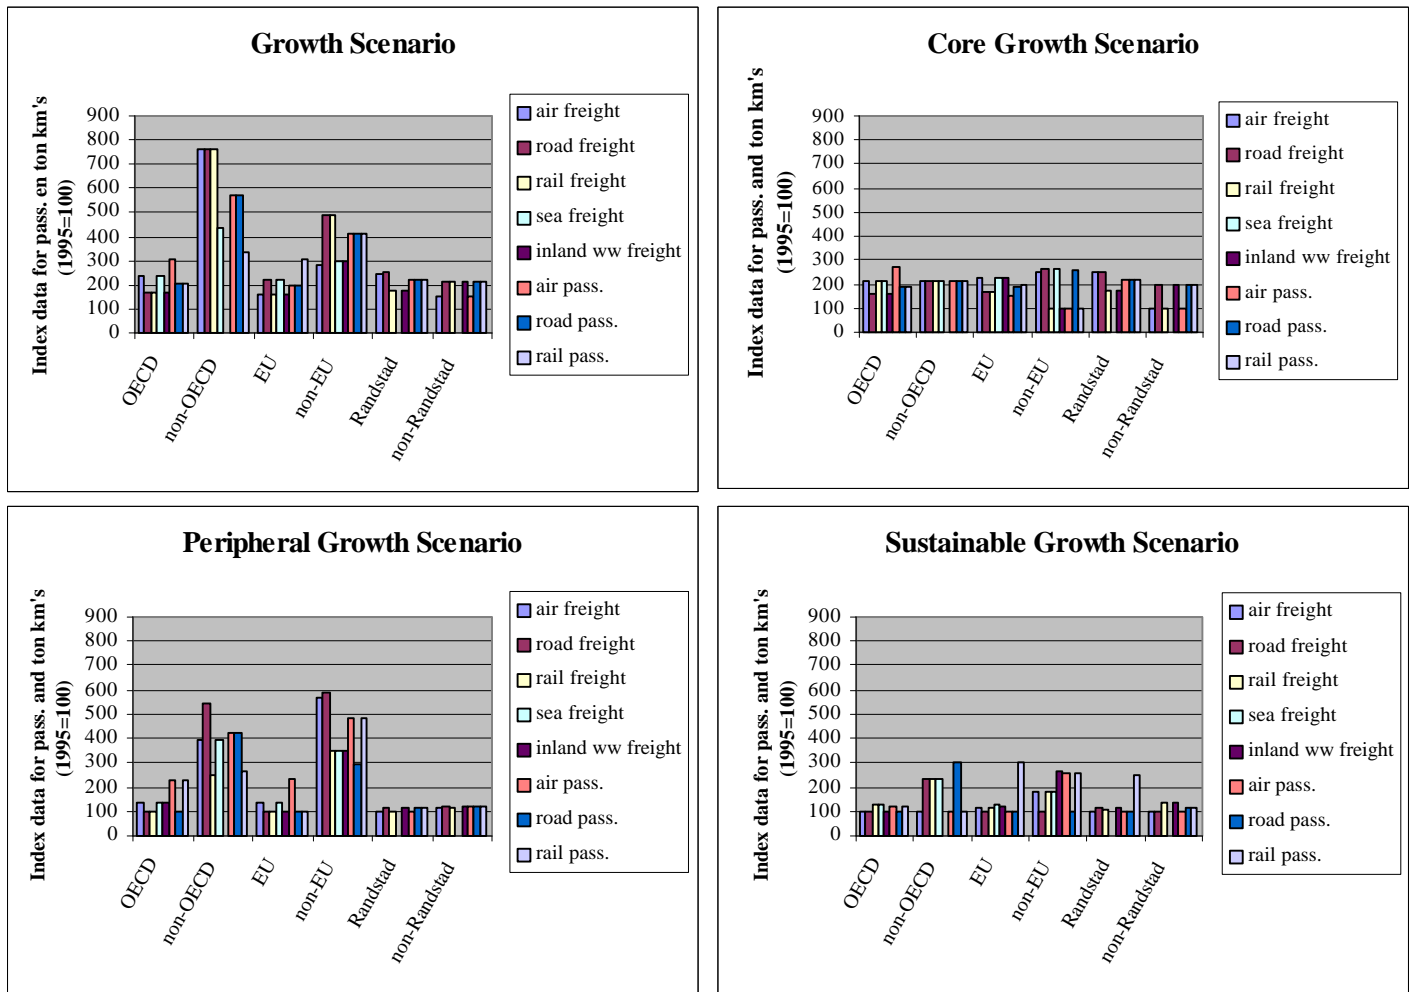 Growth Scenario
Index data for pass. en ton km's
(1995=100)
900
800
700
600
500
400
300
200
100
0
OECD
non-OECD
EU
non-EU
Randstad
non-Randstad
air freight
road freight
rail freight
sea freight
inland ww freight
air pass.
road pass.
rail pass.
Core Growth Scenario
Index data for pass. and ton km's
(1995=100)
900
800
700
600
500
400
300
200
100
0
OECD
non-OECD
EU
non-EU
Randstad
non-Randstad
air freight
road freight
rail freight
sea freight
inland ww freight
air pass.
road pass.
rail pass.
Peripheral Growth Scenario
Index data for pass. and ton km's
(1995=100)
900
800
700
600
500
400
300
200
100
0
OECD
non-OECD
EU
non-EU
Randstad
non-Randstad
air freight
road freight
rail freight
sea freight
inland ww freight
air pass.
road pass.
rail pass.
Sustainable Growth Scenario
Index data for pass. and ton km's
(1995=100)
900
800
700
600
500
400
300
200
100
0
OECD
non-OECD
EU
non-EU
Randstad
non-Randstad
air freight
road freight
rail freight
sea freight
inland ww freight
air pass.
road pass.
rail pass.